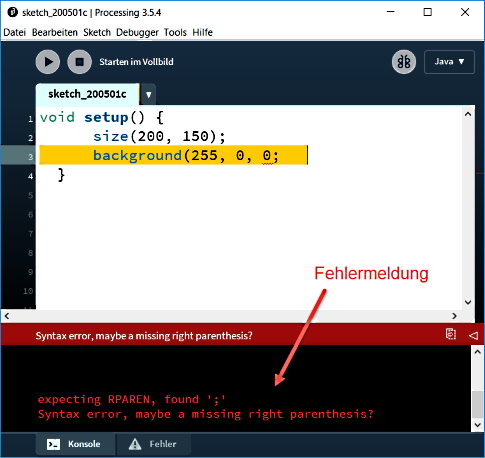 sketch_200501c | Processing 3.5.4
Datei Bearbeiten Sketch Debugger Tools Hilfe
Starten im Vollbild
Java ▼
sketch_200501c ▼
1 void setup() {
2 size(200, 150);
3 background(255, 0, 0;
4 }
5
6
7
8
9
10
Fehlermeldung
Syntax error, maybe a missing right parenthesis?
expecting RPAREN, found ';'
Syntax error, maybe a missing right parenthesis?
>_ Konsole
Fehler